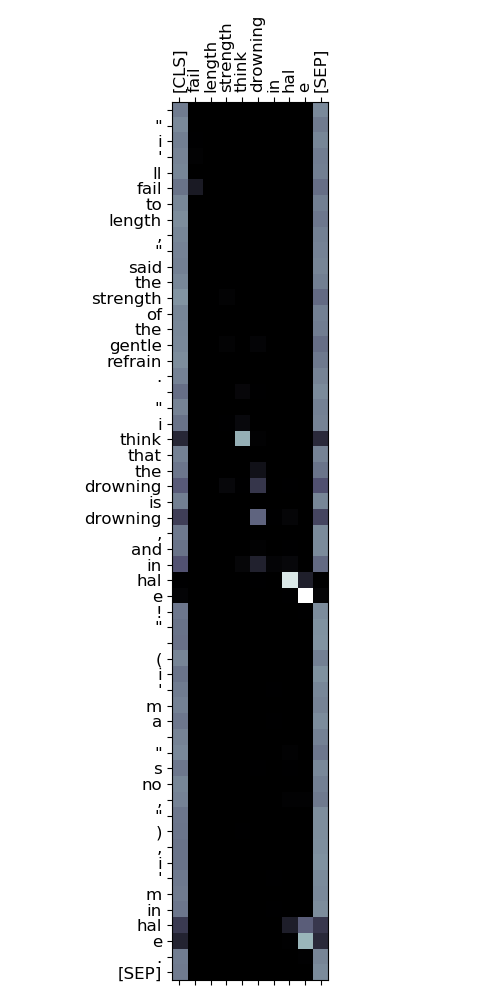 [CLS]
fail
length
strength
think
drowning
in
hal
e
[SEP]
"
i
'
ll
fail
to
length
,
"
said
the
strength
of
the
gentle
refrain
.
"
i
think
that
the
drowning
is
drowning
,
and
in
hal
e
!
"
(
i
'
m
a
"
s
no
,
"
)
,
i
'
m
in
hal
e
.
[SEP]